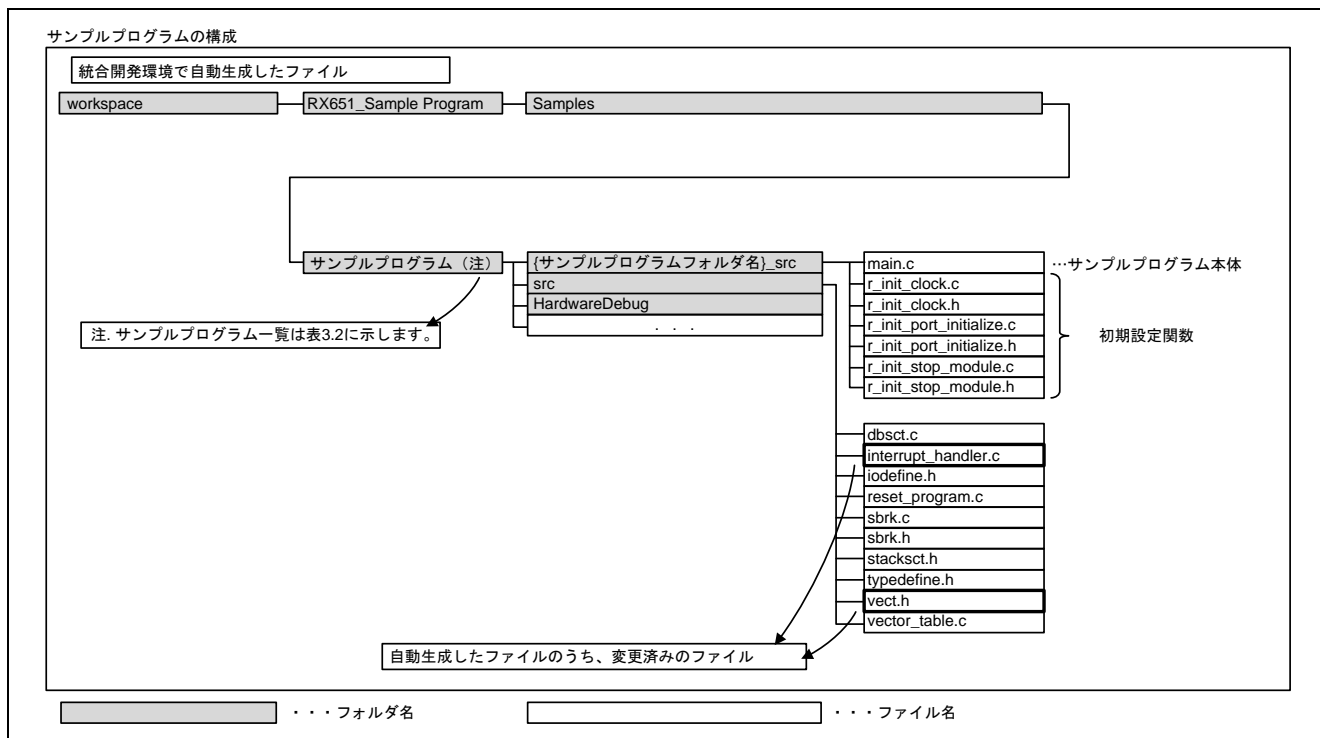 サンプルプログラムの構成
統合開発環境で自動生成したファイル
workspace
RX651_Sample Program
Samples
サンプルプログラム（注）
{サンプルプログラムフォルダ名}_src
src
HardwareDebug
・・・
注. サンプルプログラム一覧は表3.2に示します。
main.c
…サンプルプログラム本体
r_init_clock.c
r_init_clock.h
r_init_port_initialize.c
r_init_port_initialize.h
r_init_stop_module.c
r_init_stop_module.h
初期設定関数
dbsct.c
interrupt_handler.c
iodefine.h
reset_program.c
sbrk.c
sbrk.h
stacksct.h
typedefine.h
vect.h
vector_table.c
自動生成したファイルのうち、変更済みのファイル
・・・フォルダ名
・・・ファイル名